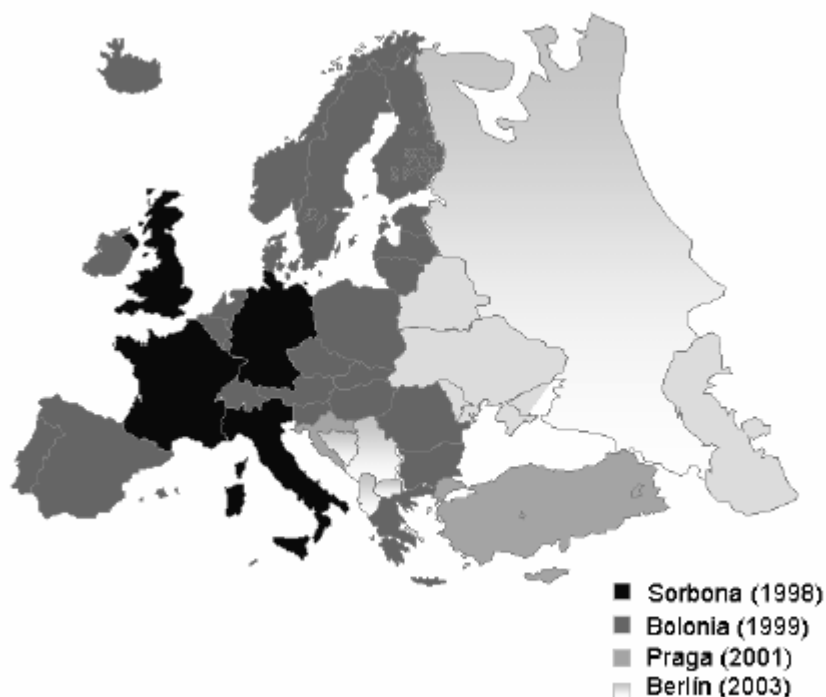 Sorbona (1998)
Bolonia (1999)
Praga (2001)
Berlín (2003)